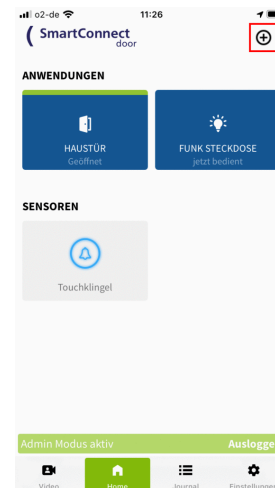 o2-de 11:26
( SmartConnect
door
ANWENDUNGEN
HAUSTÜR
Geöffnet
FUNK STECKDOSE
jetzt bedient
SENSOREN
Touchklingel
Admin Modus aktiv Auslogge
Video Home Journal Einstellungen